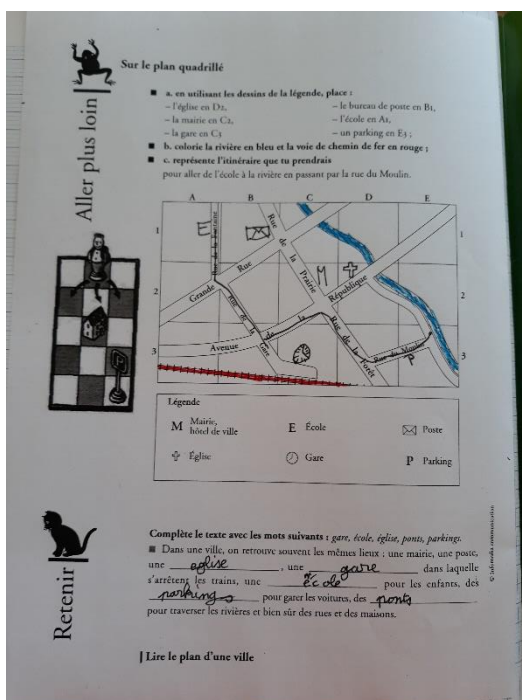 Aller plus loin
Sur le plan quadrillé
■ a. en utilisant les dessins de la légende, place :
– l'église en D2, – le bureau de poste en B1,
– la mairie en C2, – l'école en A1,
– la gare en C3 – un parking en E3 ;
■ b. colorie la rivière en bleu et la voie de chemin de fer en rouge ;
■ c. représente l'itinéraire que tu prendrais
pour aller de l'école à la rivière en passant par la rue du Moulin.
A B C D E
1 1
2 2
3 3
E
Rue de la Fontaine
Rue de la Prairie
Grande Rue
M
République
Rue de la Gare
Avenue de la
Rue de la Forêt
Rue du Moulin
P
Légende
M Mairie, hôtel de ville
E École
Poste
Église
Gare
P Parking
Retenir
Complète le texte avec les mots suivants : gare, école, église, ponts, parkings.
■ Dans une ville, on retrouve souvent les mêmes lieux : une mairie, une poste,
une eglise, une gare dans laquelle
s'arrêtent les trains, une école pour les enfants, des
parkings pour garer les voitures, des ponts
pour traverser les rivières et bien sûr des rues et des maisons.
Lire le plan d'une ville